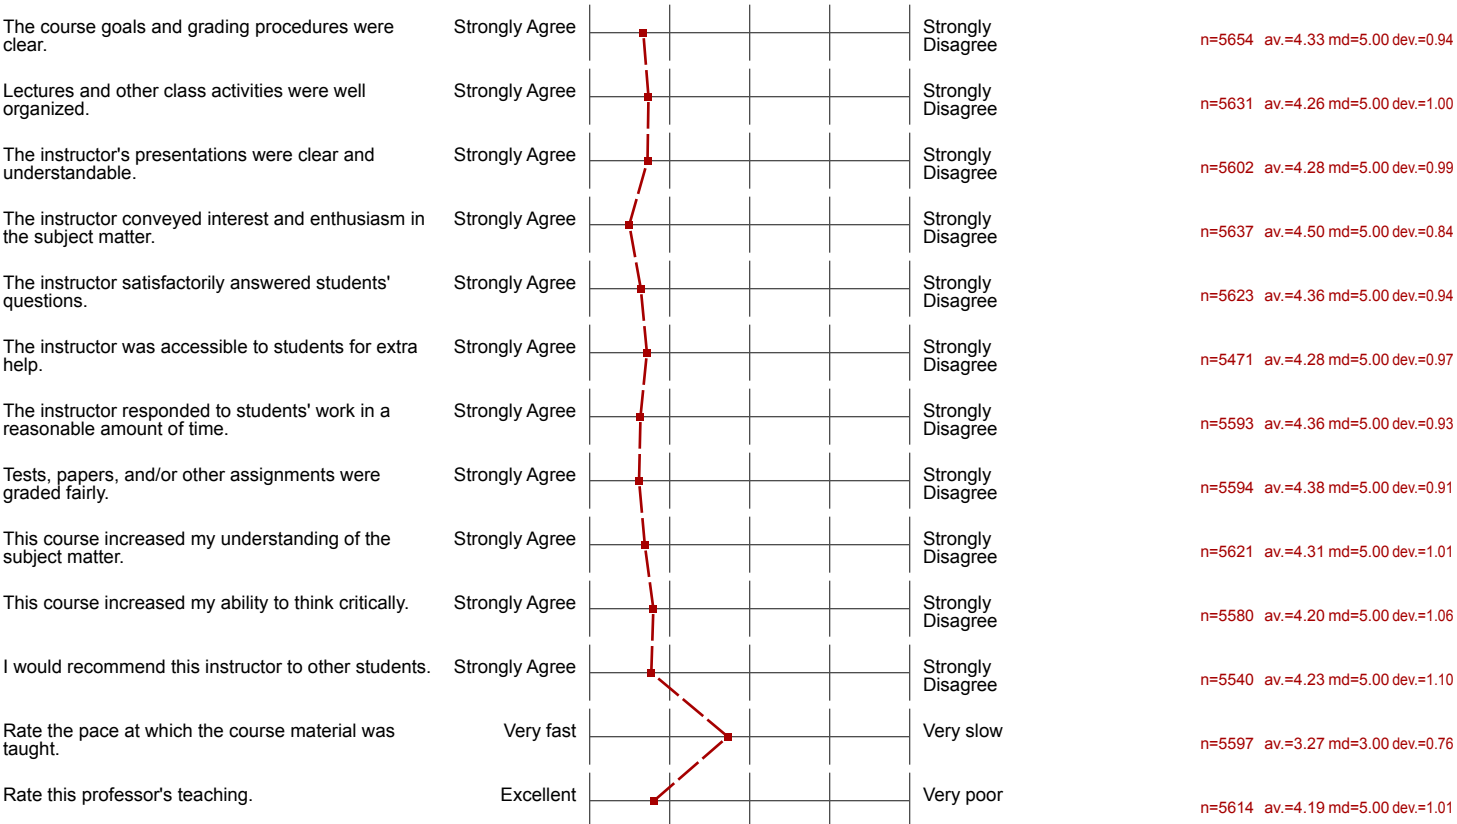 The course goals and grading procedures were
clear.
Strongly Agree
Strongly
Disagree
n=5654 av.=4.33 md=5.00 dev.=0.94
Lectures and other class activities were well
organized.
Strongly Agree
Strongly
Disagree
n=5631 av.=4.26 md=5.00 dev.=1.00
The instructor's presentations were clear and
understandable.
Strongly Agree
Strongly
Disagree
n=5602 av.=4.28 md=5.00 dev.=0.99
The instructor conveyed interest and enthusiasm in
the subject matter.
Strongly Agree
Strongly
Disagree
n=5637 av.=4.50 md=5.00 dev.=0.84
The instructor satisfactorily answered students'
questions.
Strongly Agree
Strongly
Disagree
n=5623 av.=4.36 md=5.00 dev.=0.94
The instructor was accessible to students for extra
help.
Strongly Agree
Strongly
Disagree
n=5471 av.=4.28 md=5.00 dev.=0.97
The instructor responded to students' work in a
reasonable amount of time.
Strongly Agree
Strongly
Disagree
n=5593 av.=4.36 md=5.00 dev.=0.93
Tests, papers, and/or other assignments were
graded fairly.
Strongly Agree
Strongly
Disagree
n=5594 av.=4.38 md=5.00 dev.=0.91
This course increased my understanding of the
subject matter.
Strongly Agree
Strongly
Disagree
n=5621 av.=4.31 md=5.00 dev.=1.01
This course increased my ability to think critically.
Strongly Agree
Strongly
Disagree
n=5580 av.=4.20 md=5.00 dev.=1.06
I would recommend this instructor to other students.
Strongly Agree
Strongly
Disagree
n=5540 av.=4.23 md=5.00 dev.=1.10
Rate the pace at which the course material was
taught.
Very fast
Very slow
n=5597 av.=3.27 md=3.00 dev.=0.76
Rate this professor's teaching.
Excellent
Very poor
n=5614 av.=4.19 md=5.00 dev.=1.01